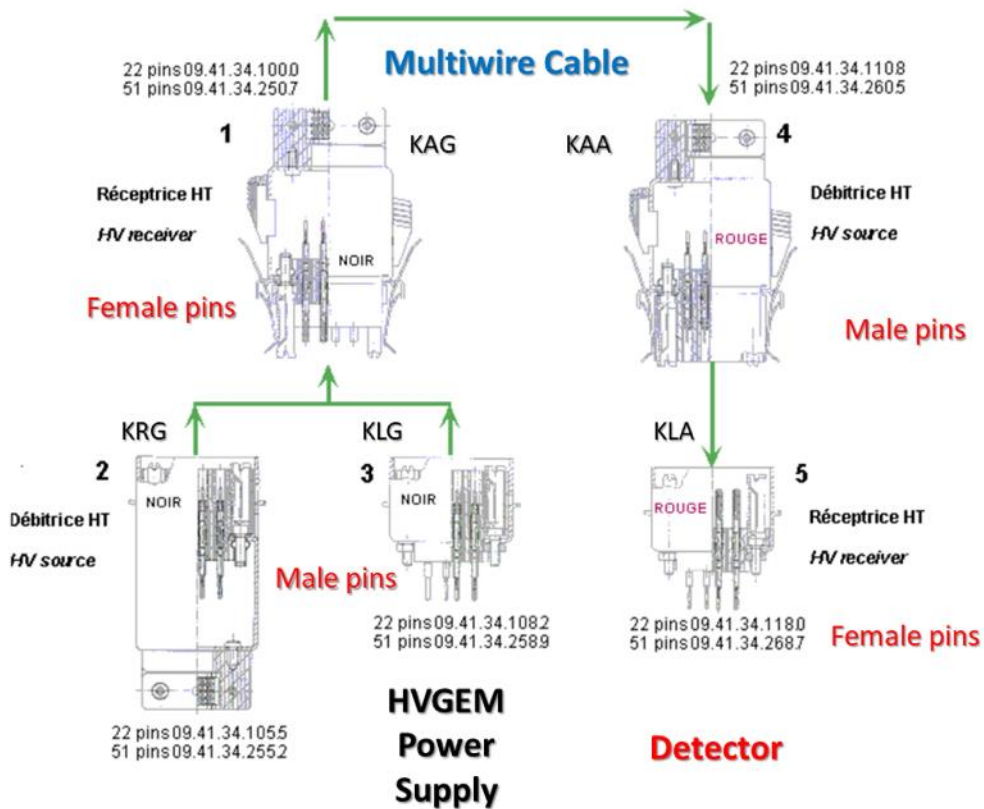 Multiwire Cable
22 pins 09.41.34.100.0
51 pins 09.41.34.250.7
22 pins 09.41.34.110.8
51 pins 09.41.34.260.5
1
KAG
KAA
4
Réceptrice HT
HV receiver
NOIR
Female pins
ROUGE
Débitrice HT
HV source
Male pins
KRG
2
NOIR
Débitrice HT
HV source
KLG
3
NOIR
Male pins
22 pins 09.41.34.108.2
51 pins 09.41.34.258.9
KLA
5
ROUGE
Réceptrice HT
HV receiver
22 pins 09.41.34.118.0
51 pins 09.41.34.268.7
Female pins
22 pins 09.41.34.105.5
51 pins 09.41.34.255.2
HVGEM
Power
Supply
Detector